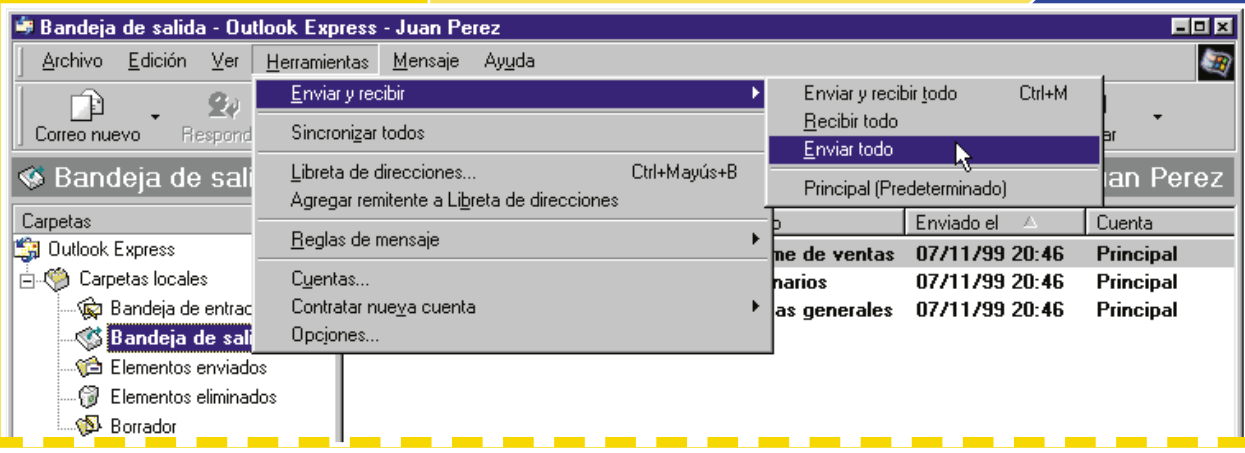 Bandeja de salida - Outlook Express - Juan Perez
Archivo Edición Ver Herramientas Mensaje Ayuda
Correo nuevo
Enviar y recibir
Sincronizar todos
Libreta de direcciones... Ctrl+Mayús+B
Agregar remitente a Libreta de direcciones
Reglas de mensaje
Cuentas...
Contratar nueva cuenta
Opciones...
Enviar y recibir todo Ctrl+M
Recibir todo
Enviar todo
Principal (Predeterminado)
Bandeja de sali
an Perez
Carpetas
Outlook Express
Carpetas locales
Bandeja de entrac
Bandeja de sali
Elementos enviados
Elementos eliminados
Borrador
Enviado el Cuenta
me de ventas 07/11/99 20:46 Principal
narios 07/11/99 20:46 Principal
as generales 07/11/99 20:46 Principal